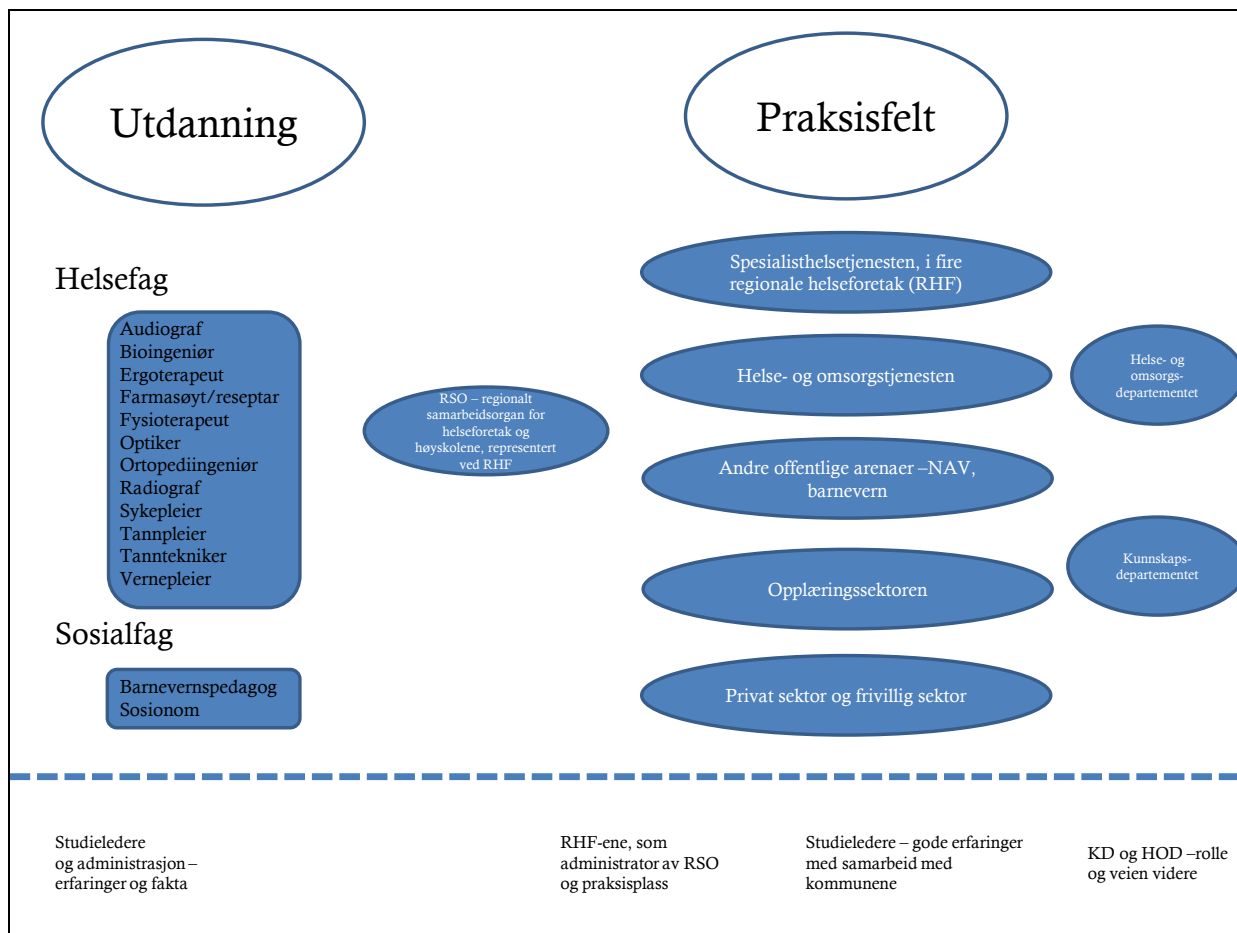 Utdanning
Praksisfelt
Helsefag
Audiograf
Bioingeniør
Ergoterapeut
Farmasøyt/reseptar
Fysioterapeut
Optiker
Ortopediingeniør
Radiograf
Sykepleier
Tannpleier
Tanntekniker
Vernepleier
Sosialfag
Barnevernspedagog
Sosionom
RSO – regionalt
samarbeidsorgan for
helseforetak og
høyskolene, representert
ved RHF
Spesialisthelsetjenesten, i fire
regionale helseforetak (RHF)
Helse- og omsorgstjenesten
Andre offentlige arenaer –NAV,
barnevern
Opplæringssektoren
Privat sektor og frivillig sektor
Helse- og
omsorgs-
departementet
Kunnskaps-
departementet
Studieledere
og administrasjon –
erfaringer og fakta
RHF-ene, som
administrator av RSO
og praksisplass
Studieledere – gode erfaringer
med samarbeid med
kommunene
KD og HOD –rolle
og veien videre